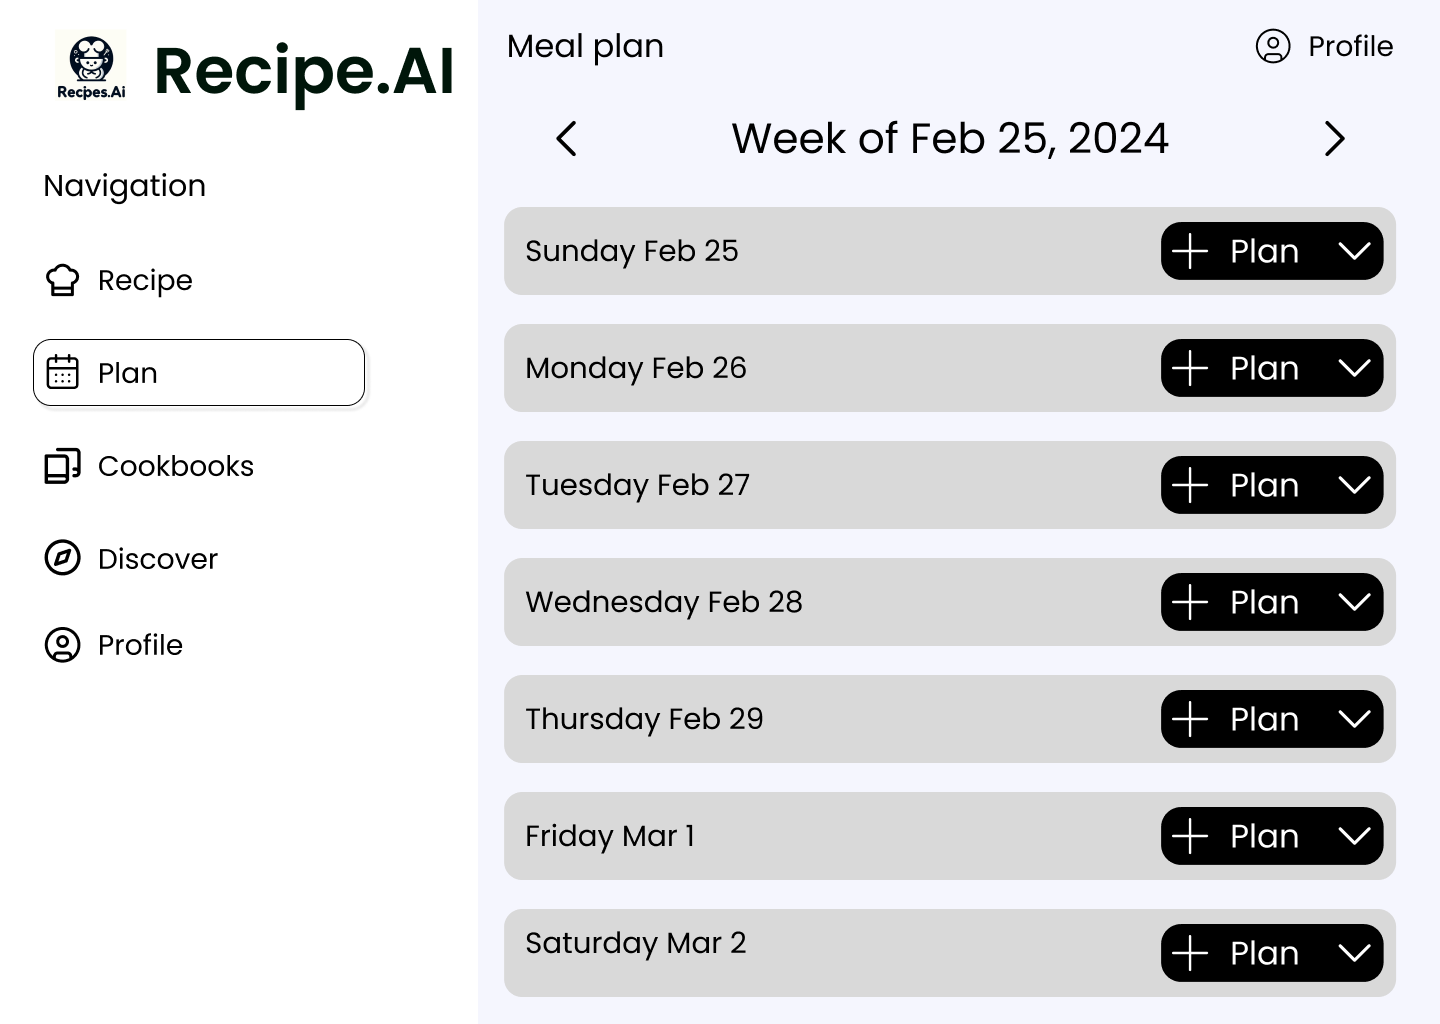 Recipes.Ai
Recipe.AI
Navigation
Recipe
Plan
Cookbooks
Discover
Profile
Meal plan
Profile
Week of Feb 25, 2024
Sunday Feb 25
Plan
Monday Feb 26
Plan
Tuesday Feb 27
Plan
Wednesday Feb 28
Plan
Thursday Feb 29
Plan
Friday Mar 1
Plan
Saturday Mar 2
Plan